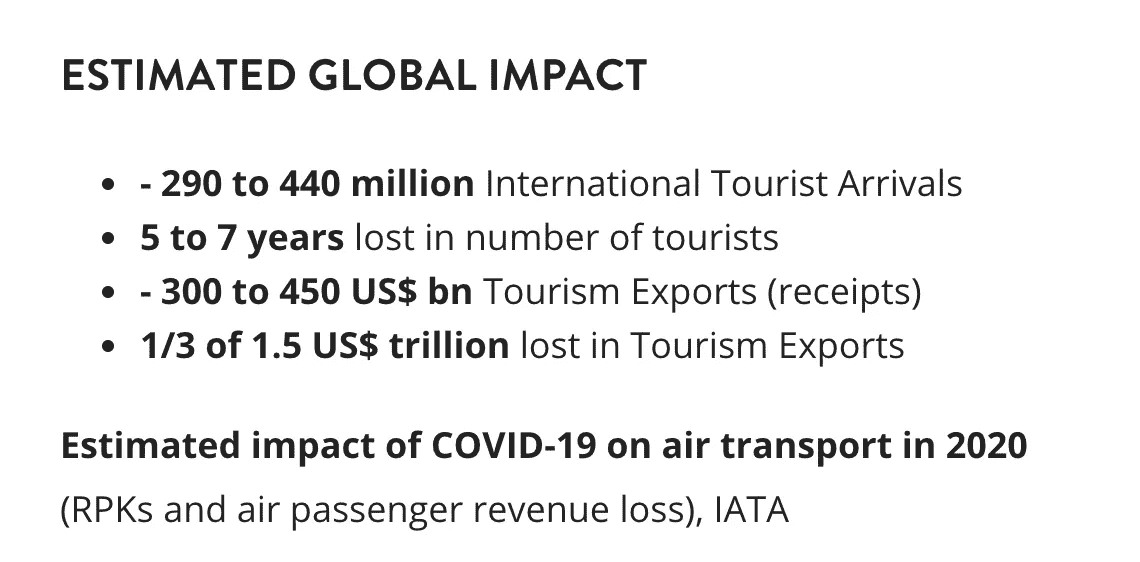 ESTIMATED GLOBAL IMPACT
• - 290 to 440 million International Tourist Arrivals
• 5 to 7 years lost in number of tourists
• - 300 to 450 US$ bn Tourism Exports (receipts)
• 1/3 of 1.5 US$ trillion lost in Tourism Exports
Estimated impact of COVID-19 on air transport in 2020
(RPKs and air passenger revenue loss), IATA